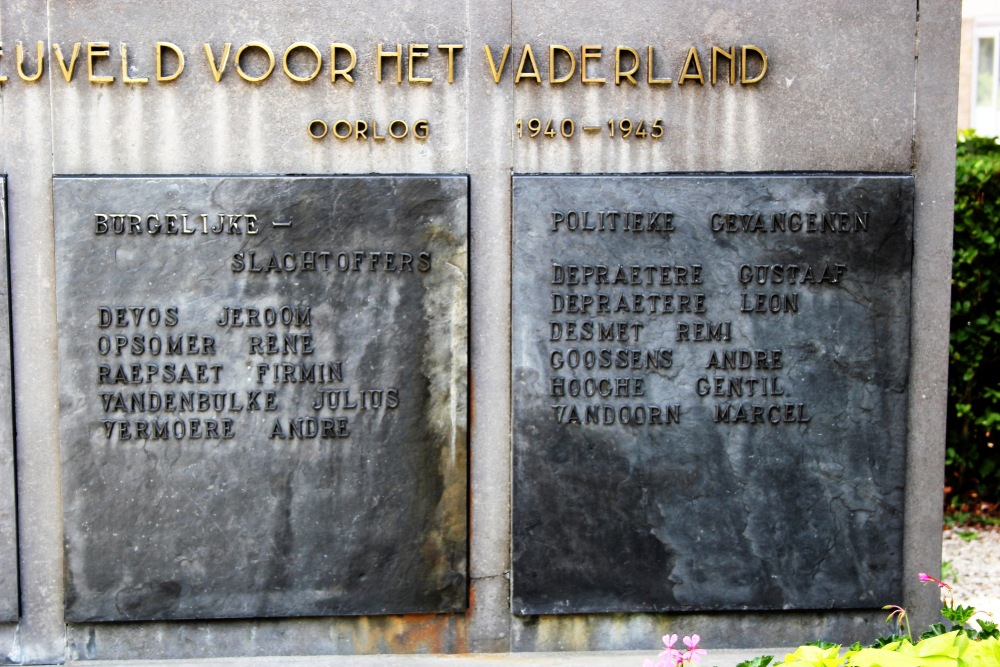 EUVELD VOOR HET VADERLAND
OORLOG 1940-1945
BURGELIJKE -
SLACHTOFFERS
DEVOS JEROOM
OPSOMER RENE
RAEPSAET FIRMIN
VANDENBULKE JULIUS
VERMOERE ANDRE
POLITIEKE GEVANGENEN
DEPRAETERE GUSTAAF
DEPRAETERE LEON
DESMET REMI
GOOSSENS ANDRE
HOOGHE GENTIL
VANDOORN MARCEL